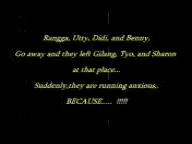 Rangga, Utty, Didi, and Benny,
Go away and they left Gilang, Tyo, and Sharon
at that place...
Suddenly,they are running anxious..
BECAUSE.... !!!!!